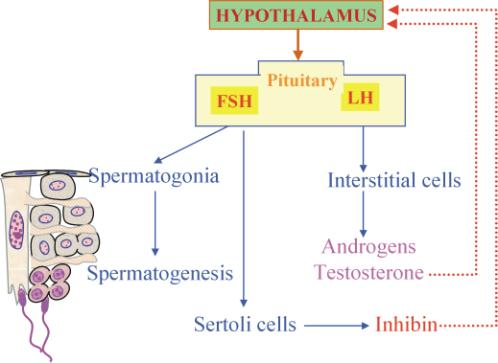 HYPOTHALAMUS
Pituitary
FSH
LH
Spermatogonia
Interstitial cells
Androgens
Testosterone
Spermatogenesis
Sertoli cells
Inhibin